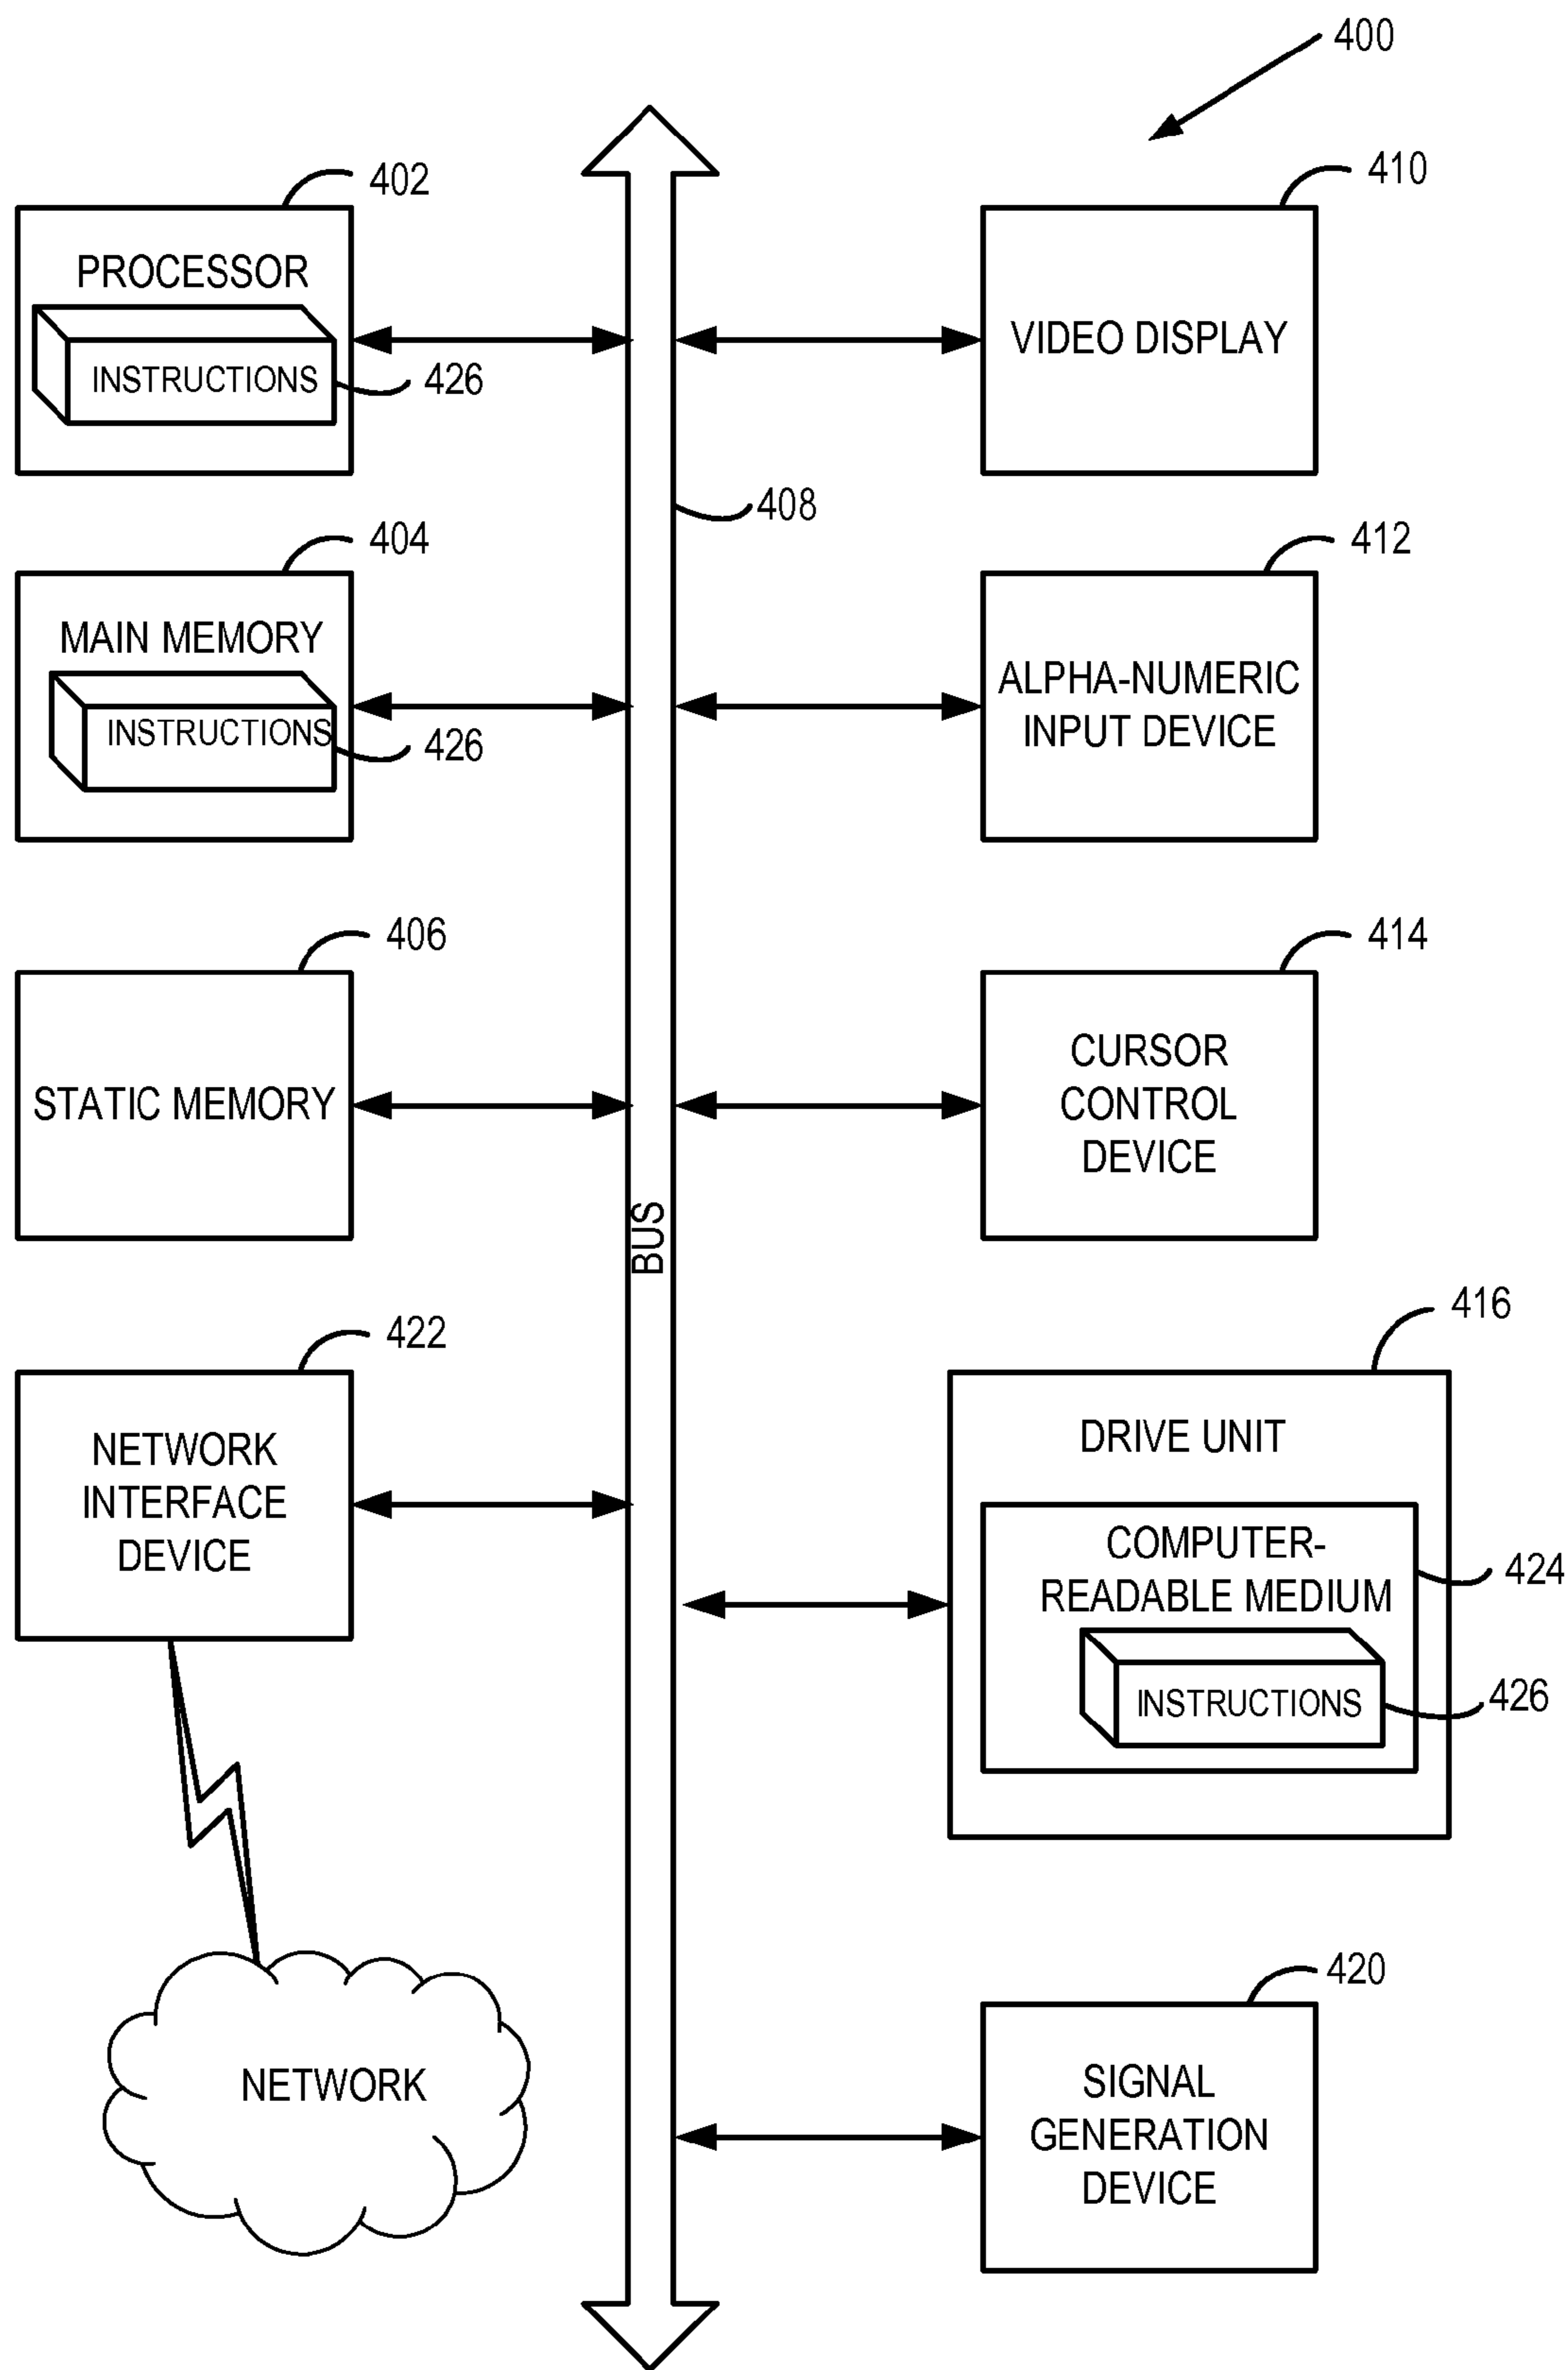 400
402
PROCESSOR
INSTRUCTIONS
426
404
MAIN MEMORY
INSTRUCTIONS
426
406
STATIC MEMORY
422
NETWORK
INTERFACE
DEVICE
NETWORK
BUS
408
410
VIDEO DISPLAY
412
ALPHA-NUMERIC
INPUT DEVICE
414
CURSOR
CONTROL
DEVICE
416
DRIVE UNIT
COMPUTER-
READABLE MEDIUM
424
INSTRUCTIONS
426
420
SIGNAL
GENERATION
DEVICE